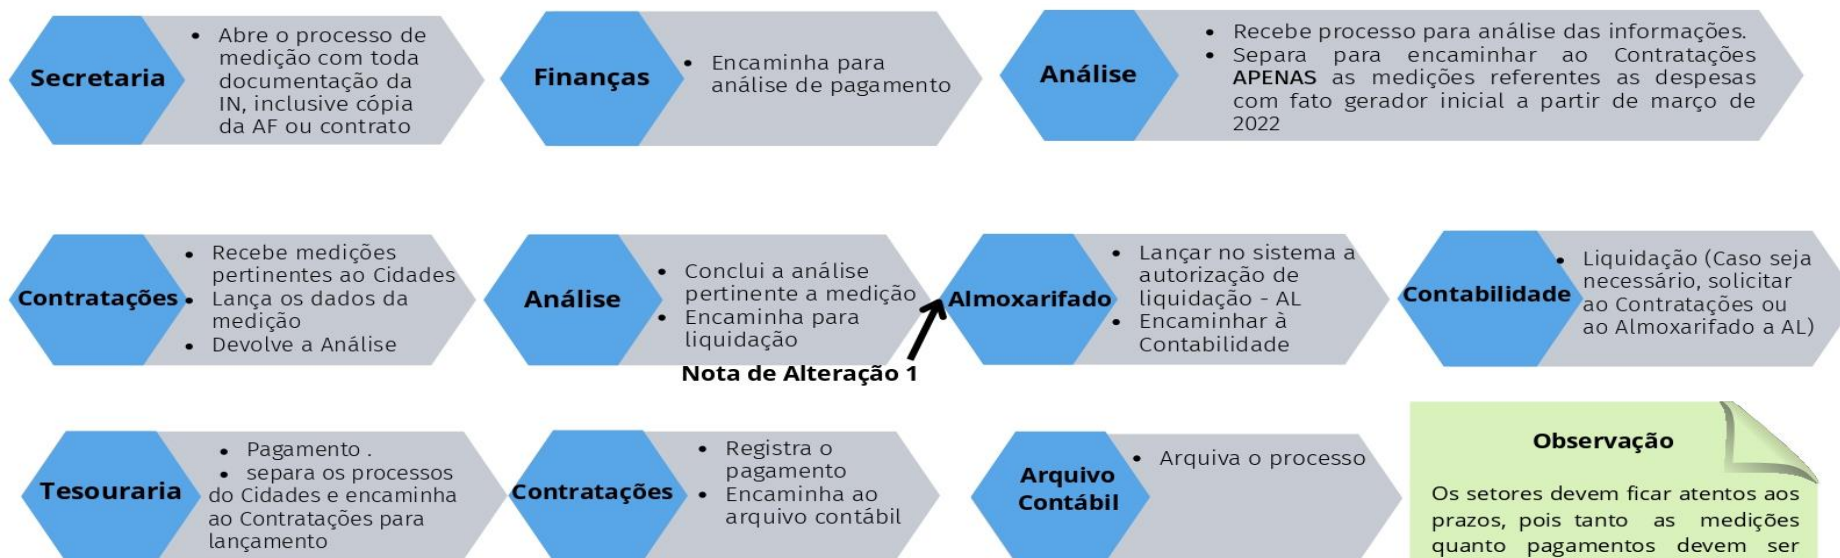 Secretaria
• Abre o processo de
medição com toda
documentação da
IN, inclusive cópia
da AF ou contrato
Finanças
• Encaminha para
análise de pagamento
Análise
• Recebe processo para análise das informações.
• Separa para encaminhar ao Contratações
APENAS as medições referentes as despesas
com fato gerador inicial a partir de março de
2022
Contratações
• Recebe medições
pertinentes ao Cidades
• Lança os dados da
medição
• Devolve a Análise
Análise
• Conclui a análise
pertinente a medição
• Encaminha para
liquidação
Nota de Alteração 1
Almoxarifado
• Lançar no sistema a
autorização de
liquidação - AL
• Encaminhar à
Contabilidade
Contabilidade
• Liquidação (Caso seja
necessário, solicitar
ao Contratações ou
ao Almoxarifado a AL)
Tesouraria
• Pagamento .
• separa os processos
do Cidades e encaminha
ao Contratações para
lançamento
Contratações
• Registra o
pagamento
• Encaminha ao
arquivo contábil
Arquivo
Contábil
• Arquiva o processo
Observação
Os setores devem ficar atentos aos
prazos, pois tanto as medições
quanto pagamentos devem ser